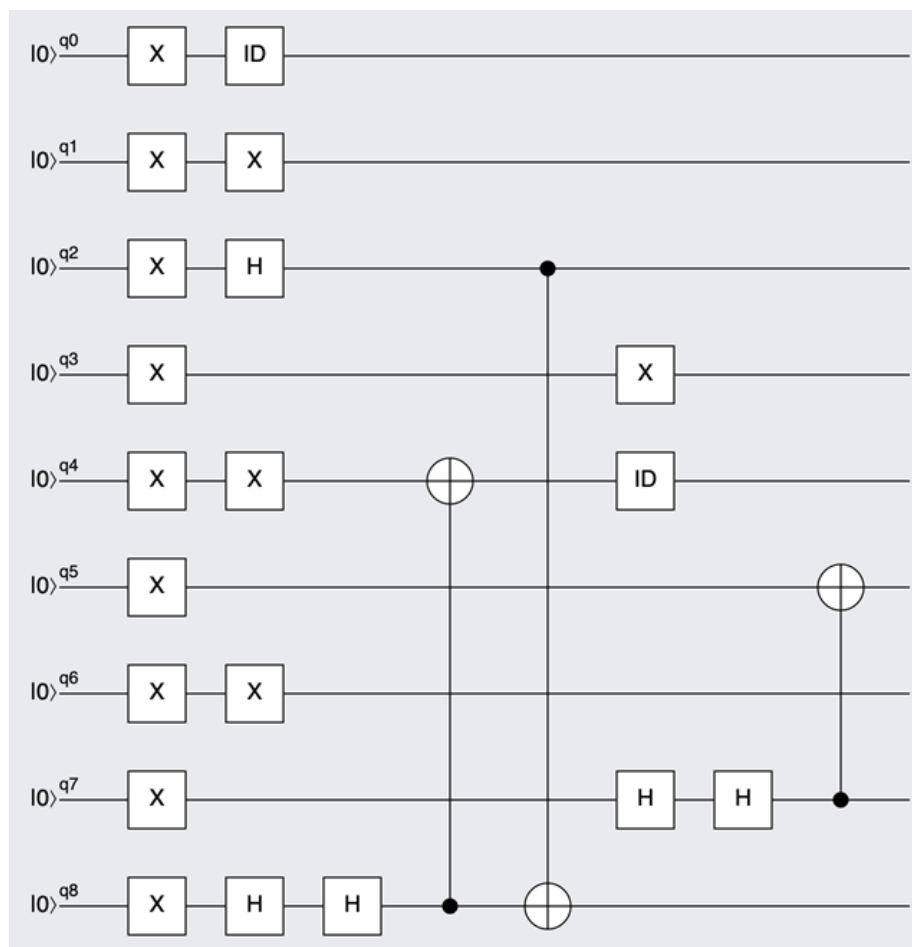 |0⟩ q0 X ID
|0⟩ q1 X X
|0⟩ q2 X H
|0⟩ q3 X X
|0⟩ q4 X X ID
|0⟩ q5 X
|0⟩ q6 X X
|0⟩ q7 X H H
|0⟩ q8 X H H